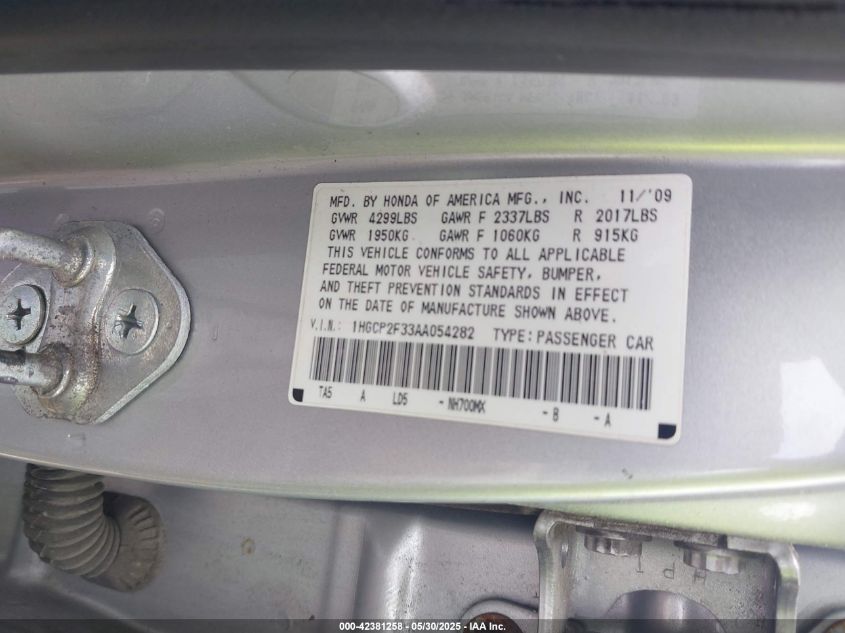 MFD. BY HONDA OF AMERICA MFG., INC. 11/'09
GVWR 4299LBS GAWR F 2337LBS R 2017LBS
GVWR 1950KG GAWR F 1060KG R 915KG
THIS VEHICLE CONFORMS TO ALL APPLICABLE
FEDERAL MOTOR VEHICLE SAFETY, BUMPER,
AND THEFT PREVENTION STANDARDS IN EFFECT
ON THE DATE OF MANUFACTURE SHOWN ABOVE.
V.I.N.: 1HGCP2F33AA054282 TYPE: PASSENGER CAR
TA5 A LD5 - NH700MX - B - A
000-42381258 - 05/30/2025 - IAA Inc.